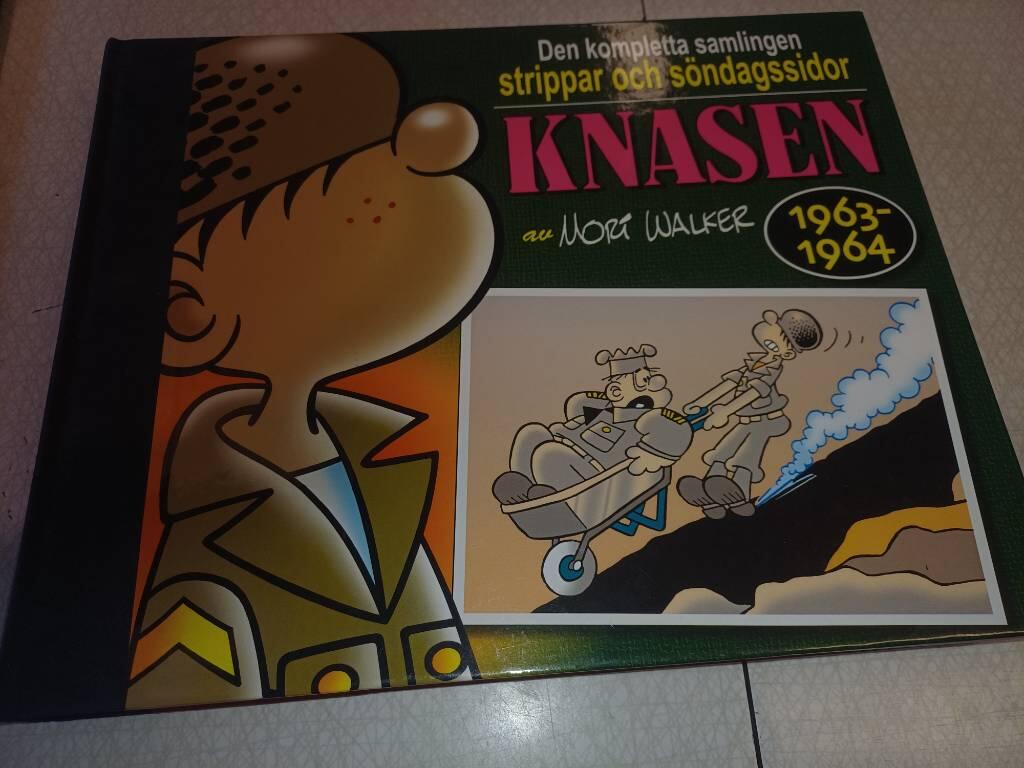 Den kompletta samlingen
strippar och söndagssidor
KNASEN
av MORT WALKER
1963-
1964